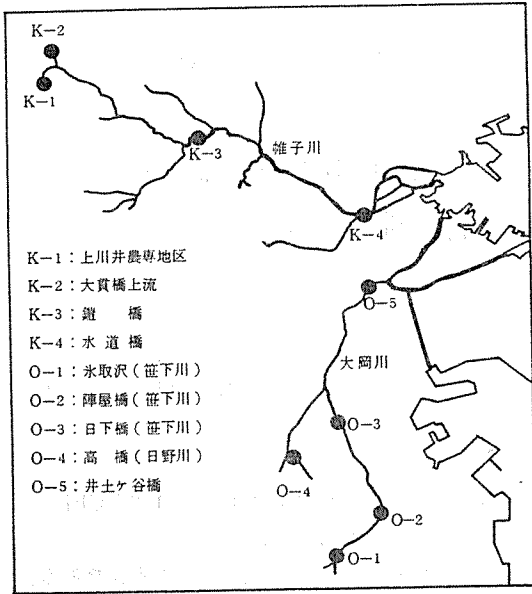 K-2
K-1
K-3
帷子川
K-4
K-1:上川井農専地区
K-2:大貫橋上流
K-3:鎧 橋
K-4:水道橋
O-1:氷取沢(笹下川)
O-2:陣屋橋(笹下川)
O-3:日下橋(笹下川)
O-4:高 橋(日野川)
O-5:井土ケ谷橋
O-5
大岡川
O-3
O-4
O-2
O-1